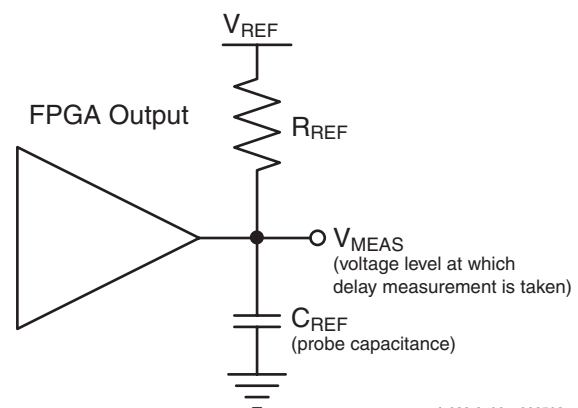 VREF
FPGA Output
RREF
VMEAS
(voltage level at which
delay measurement is taken)
CREF
(probe capacitance)